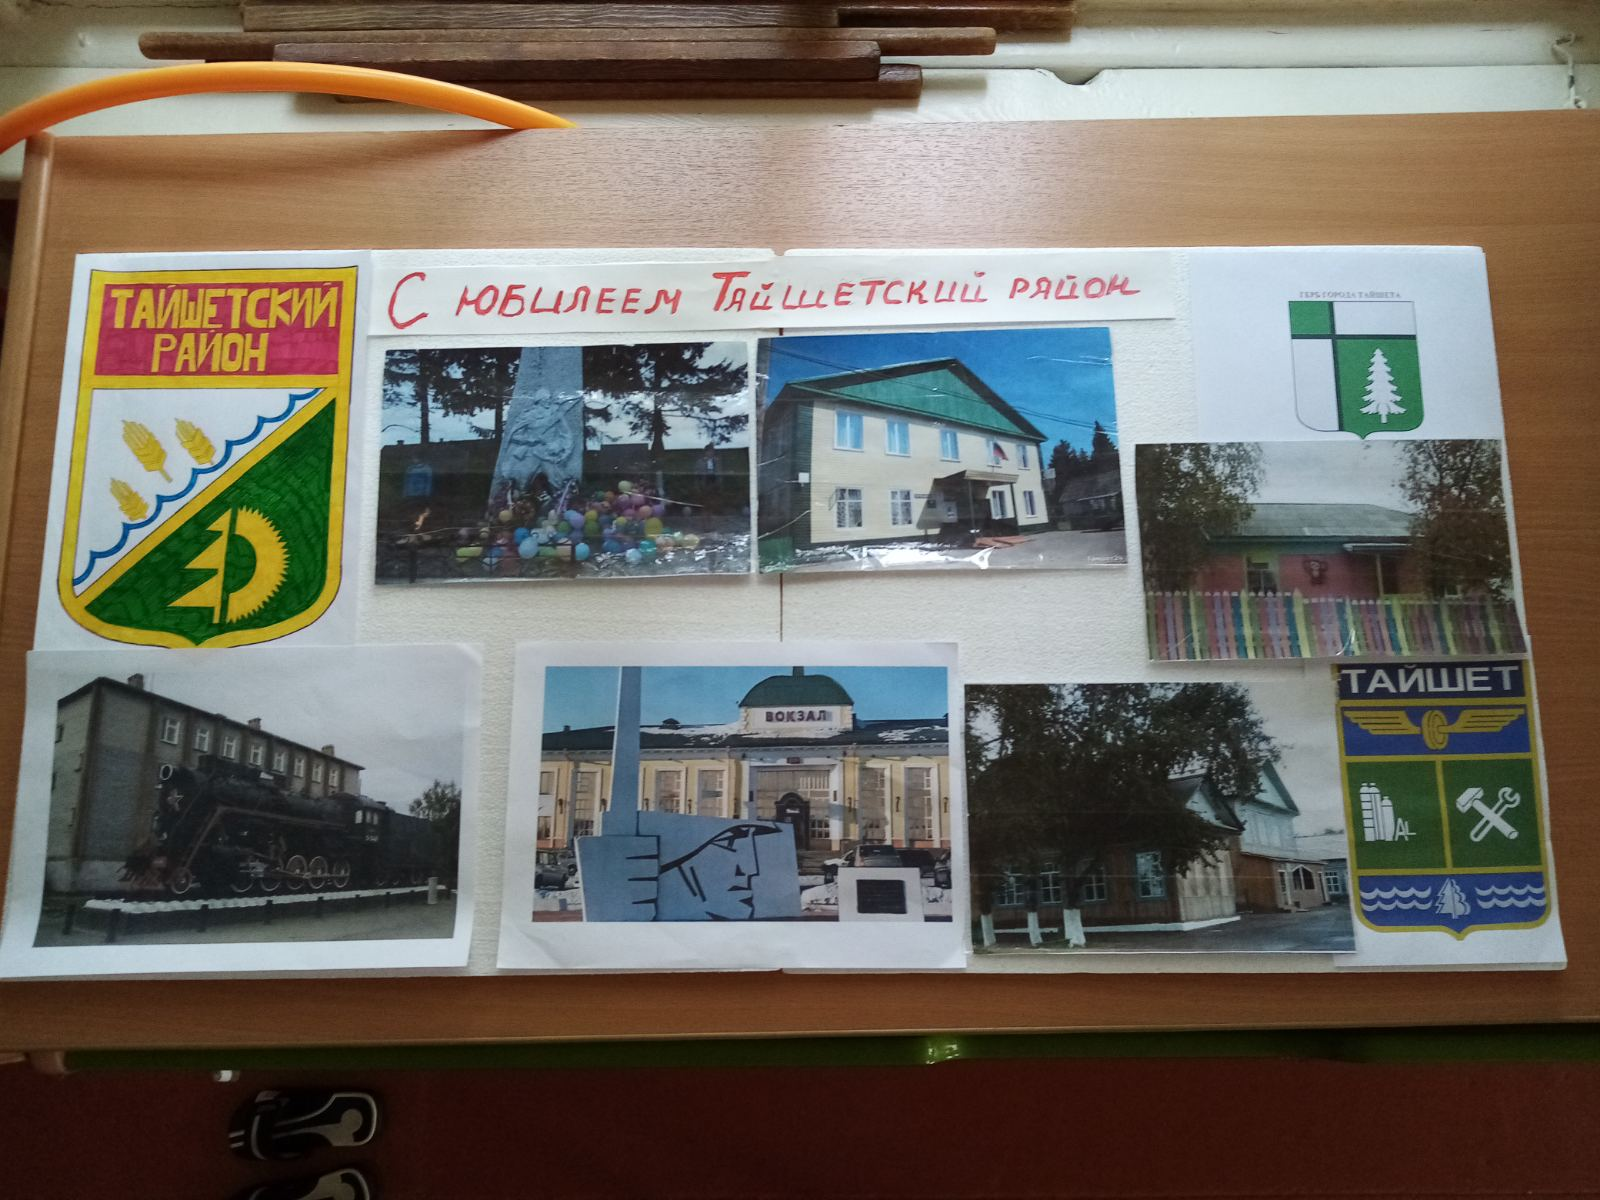 С юбилеем Тайшетский район
ТАЙШЕТСКИЙ
РАЙОН
ГЕРБ ГОРОДА ТАЙШЕТА
ВОКЗАЛ
ТАЙШЕТ
AL